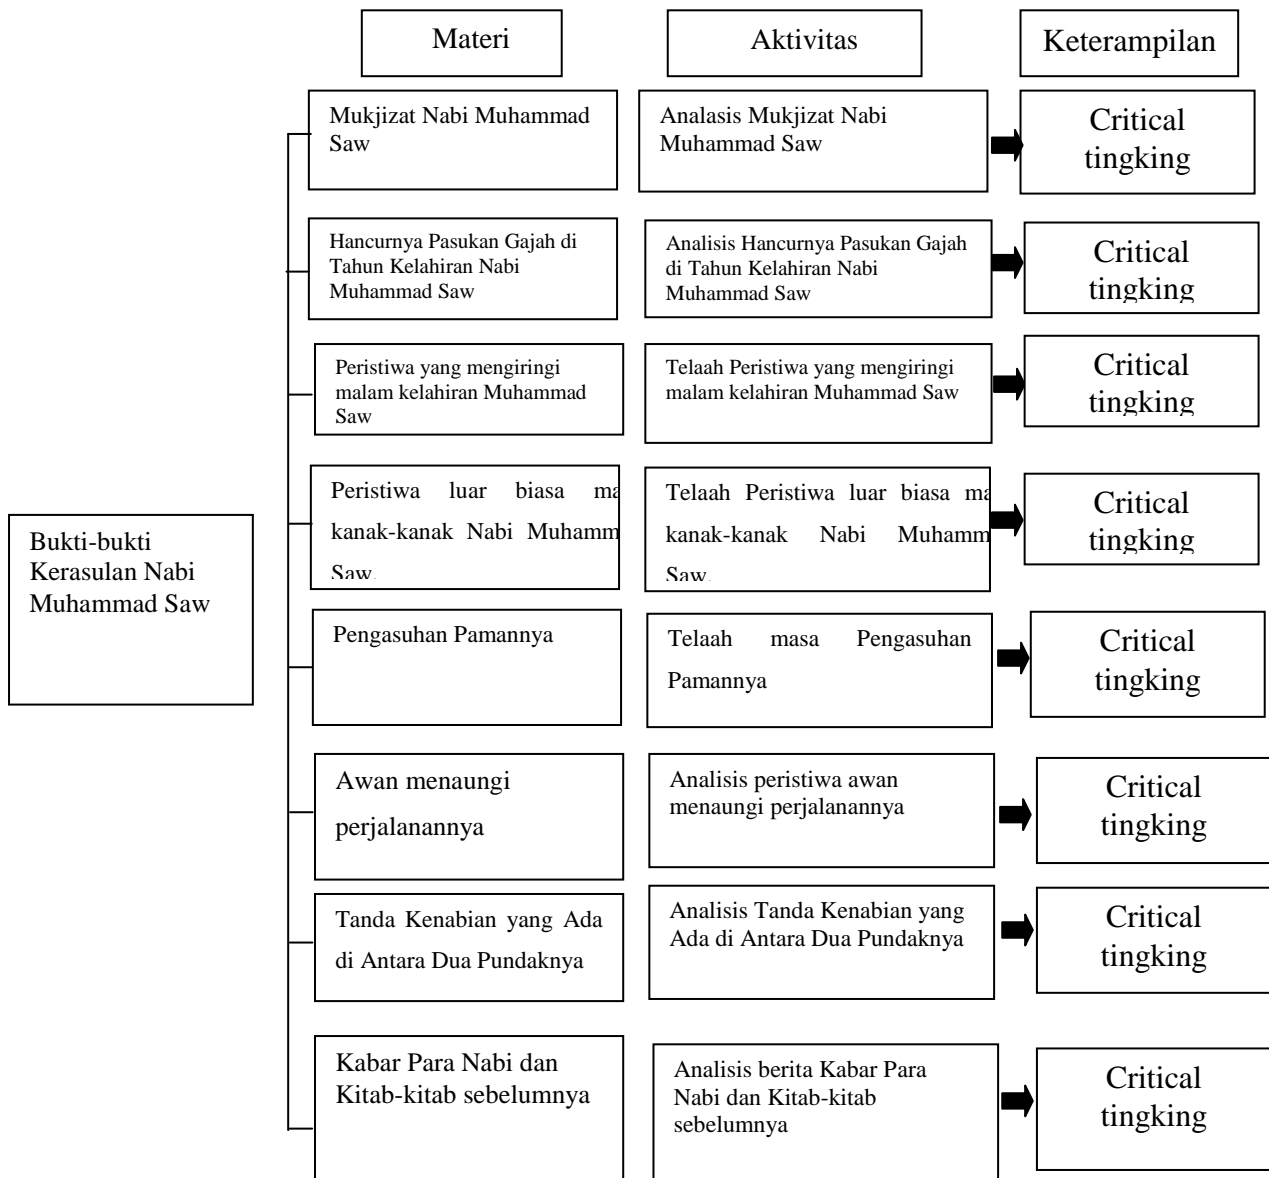 Materi
Aktivitas
Keterampilan
Mukjizat Nabi Muhammad
Saw
Analasis Mukjizat Nabi
Muhammad Saw
Critical
tingking
Hancurnya Pasukan Gajah di
Tahun Kelahiran Nabi
Muhammad Saw
Analisis Hancurnya Pasukan Gajah
di Tahun Kelahiran Nabi
Muhammad Saw
Critical
tingking
Peristiwa yang mengiringi
malam kelahiran Muhammad
Saw
Telaah Peristiwa yang mengiringi
malam kelahiran Muhammad Saw
Critical
tingking
Peristiwa luar biasa ma
kanak-kanak Nabi Muhamm
Saw.
Telaah Peristiwa luar biasa ma
kanak-kanak Nabi Muhamm
Saw.
Critical
tingking
Bukti-bukti
Kerasulan Nabi
Muhammad Saw
Pengasuhan Pamannya
Telaah masa Pengasuhan
Pamannya
Critical
tingking
Awan menaungi
perjalanannya
Analisis peristiwa awan
menaungi perjalanannya
Critical
tingking
Tanda Kenabian yang Ada
di Antara Dua Pundaknya
Analisis Tanda Kenabian yang
Ada di Antara Dua Pundaknya
Critical
tingking
Kabar Para Nabi dan
Kitab-kitab sebelumnya
Analisis berita Kabar Para
Nabi dan Kitab-kitab
sebelumnya
Critical
tingking